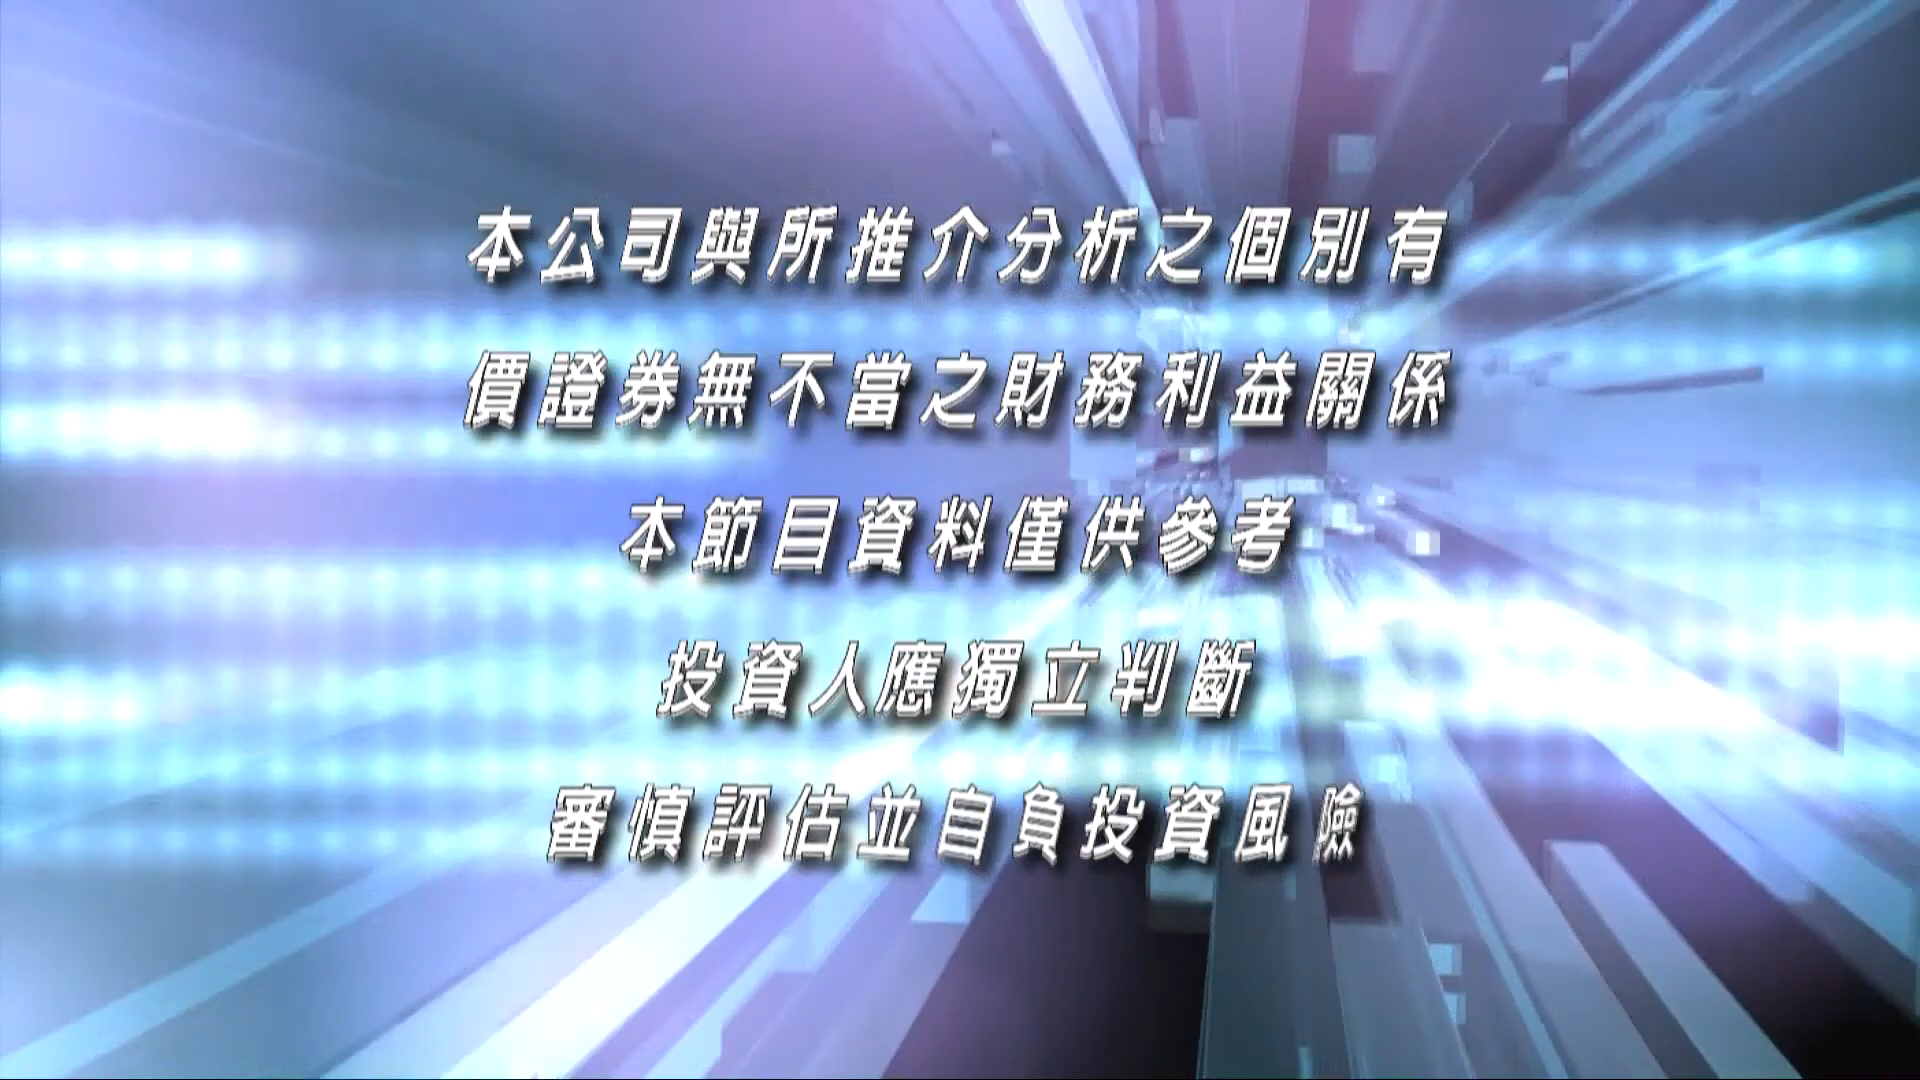 本公司與所推介分析之個別有
價證券無不當之財務利益關係
本節目資料僅供參考
投資人應獨立判斷
審慎評估並自負投資風險